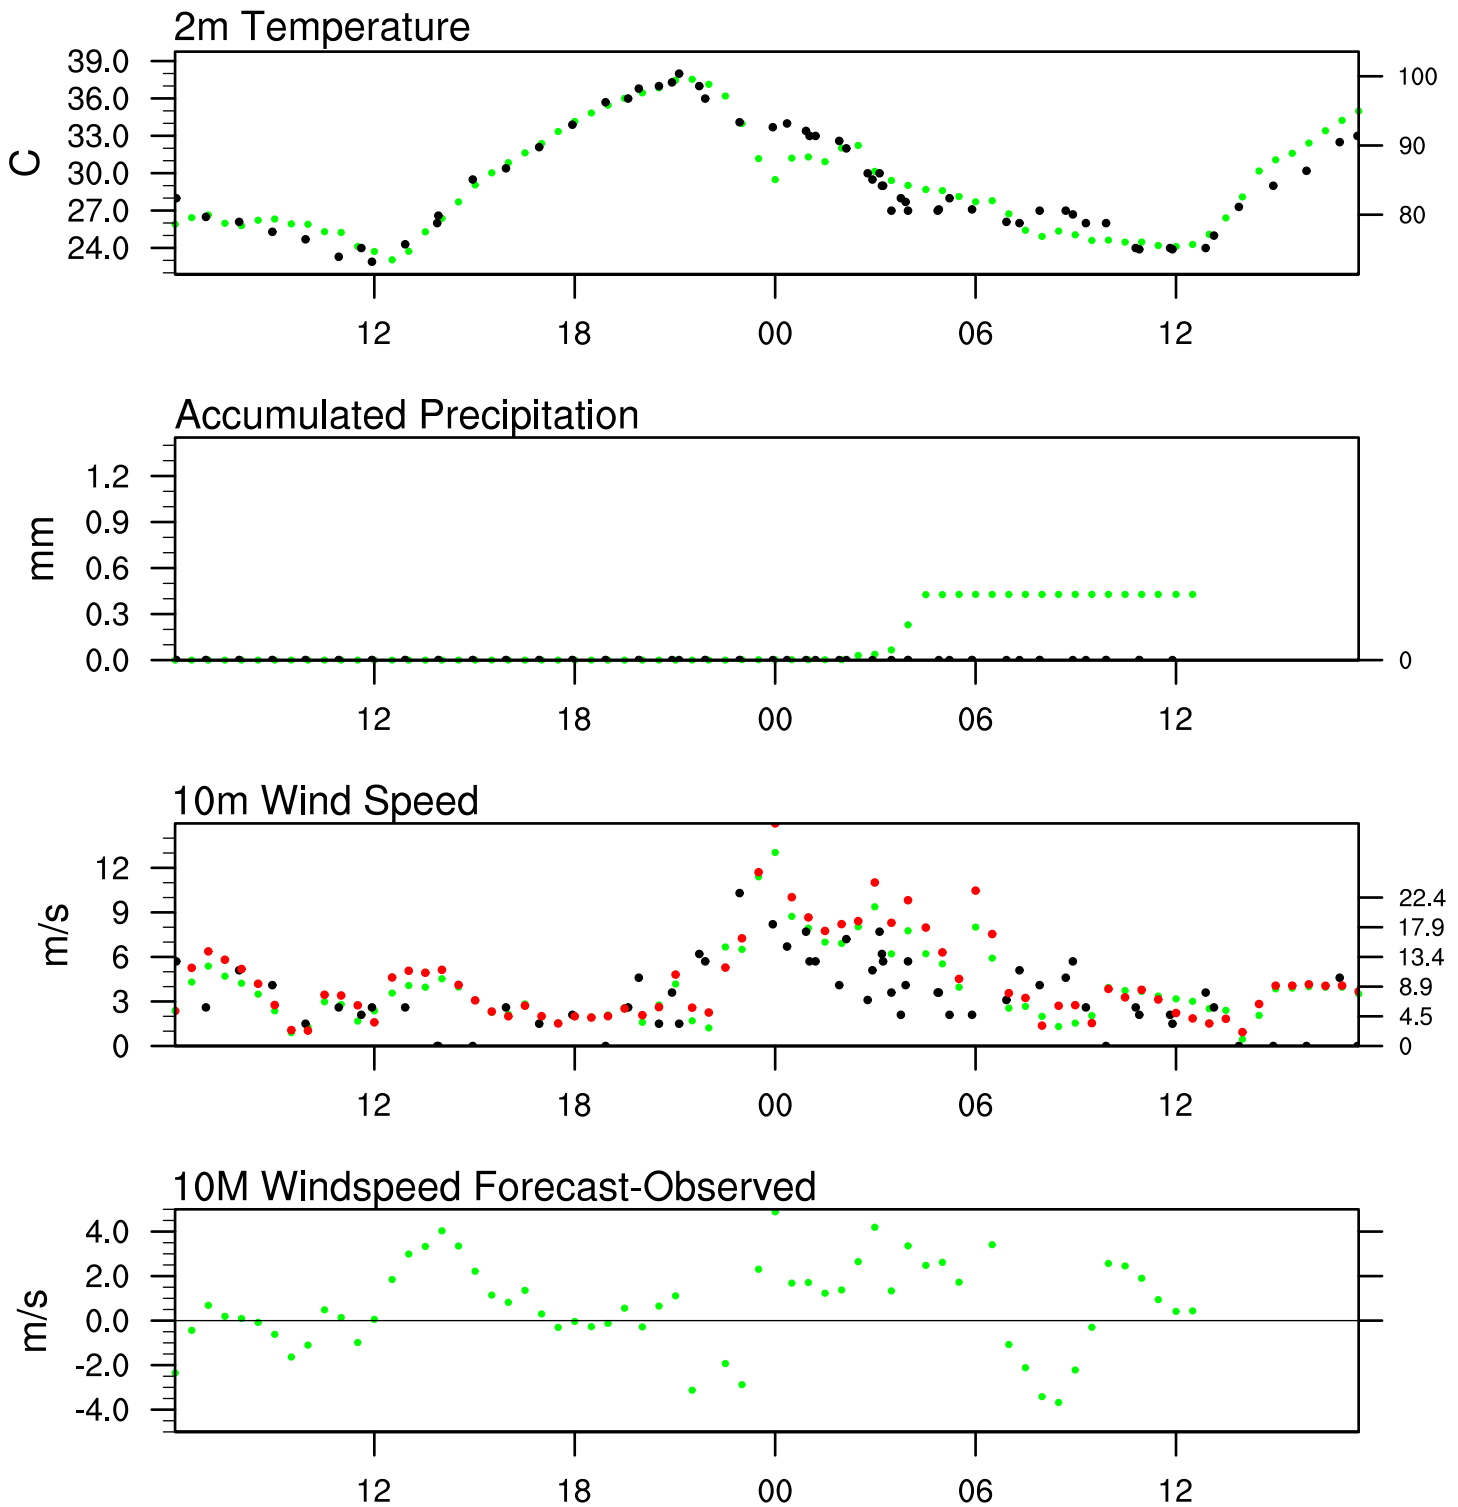 2m Temperature
39.0
36.0
33.0
30.0
27.0
24.0
C
100
90
80
12 18 00 06 12
Accumulated Precipitation
1.2
0.9
0.6
0.3
0.0
mm
0
12 18 00 06 12
10m Wind Speed
12
9
6
3
0
m/s
22.4
17.9
13.4
8.9
4.5
0
12 18 00 06 12
10M Windspeed Forecast-Observed
4.0
2.0
0.0
-2.0
-4.0
m/s
12 18 00 06 12